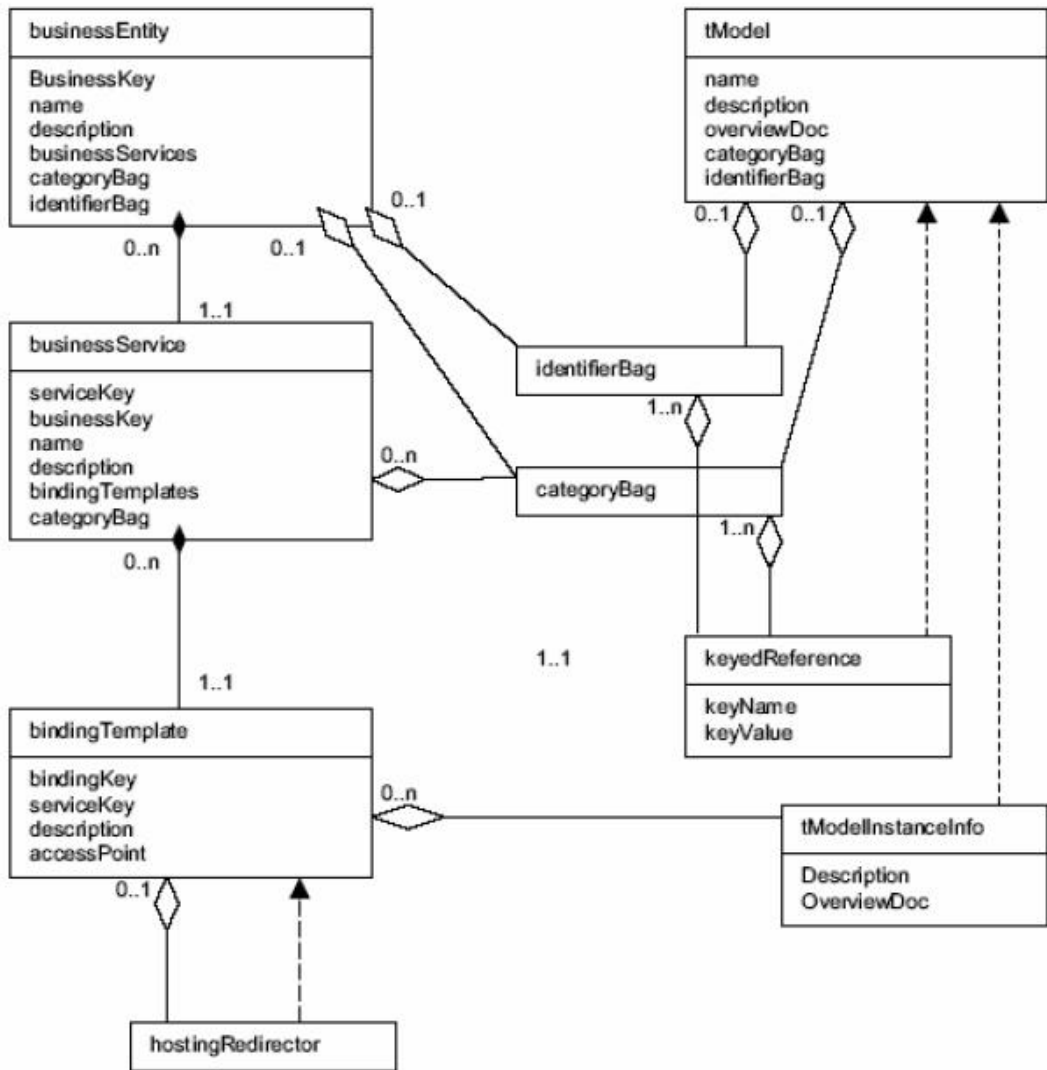 businessEntity
BusinessKey
name
description
businessServices
categoryBag
identifierBag
tModel
name
description
overviewDoc
categoryBag
identifierBag
0..1
0..1
0..1
0..n
0..1
1..1
businessService
serviceKey
businessKey
name
description
bindingTemplates
categoryBag
identifierBag
1..n
0..n
categoryBag
1..n
0..n
1..1
keyedReference
keyName
keyValue
1..1
bindingTemplate
bindingKey
serviceKey
description
accessPoint
0..n
tModelInstanceInfo
Description
OverviewDoc
0..1
hostingRedirector